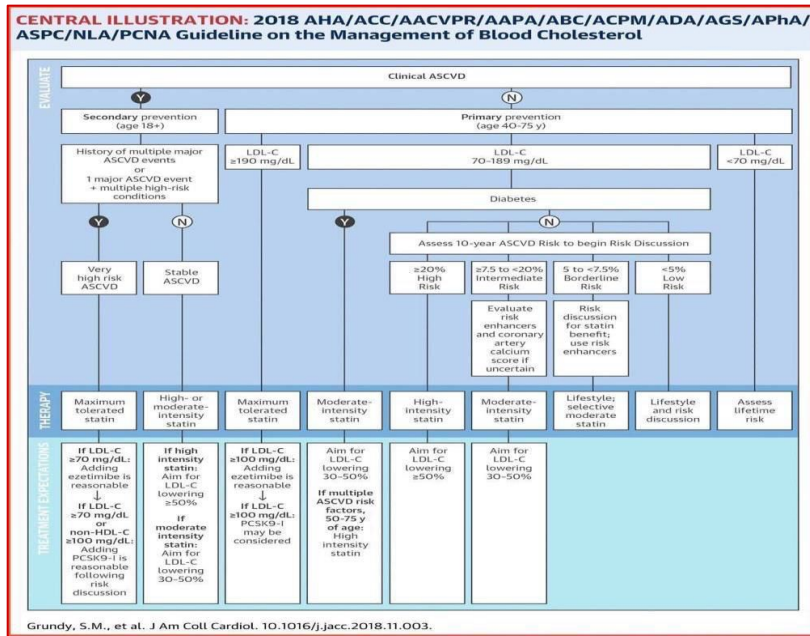 CENTRAL ILLUSTRATION: 2018 AHA/ACC/AACVPR/AAPA/ABC/ACPM/ADA/AGS/APhA/
ASPC/NLA/PCNA Guideline on the Management of Blood Cholesterol
EVALUATE
Clinical ASCVD
Y
N
Secondary prevention
(age 18+)
Primary prevention
(age 40-75 y)
History of multiple major
ASCVD events
or
1 major ASCVD event
+ multiple high-risk
conditions
LDL-C
≥190 mg/dL
LDL-C
70-189 mg/dL
LDL-C
<70 mg/dL
Diabetes
Y
N
Y
N
Assess 10-year ASCVD Risk to begin Risk Discussion
Very
high risk
ASCVD
Stable
ASCVD
≥20%
High
Risk
≥7.5 to <20%
Intermediate
Risk
5 to <7.5%
Borderline
Risk
<5%
Low
Risk
Evaluate
risk
enhancers
and coronary
artery
calcium
score if
uncertain
Risk
discussion
for statin
benefit;
use risk
enhancers
THERAPY
Maximum
tolerated
statin
High- or
moderate-
intensity
statin
Maximum
tolerated
statin
Moderate-
intensity
statin
High-
intensity
statin
Moderate-
intensity
statin
Lifestyle;
selective
moderate
statin
Lifestyle
and risk
discussion
Assess
lifetime
risk
TREATMENT EXPECTATIONS
If LDL-C
≥70 mg/dL:
Adding
ezetimibe is
reasonable
↓
If LDL-C
≥70 mg/dL
or
non-HDL-C
≥100 mg/dL:
Adding
PCSK9-I is
reasonable
following
risk
discussion
If high
intensity
statin:
Aim for
LDL-C
lowering
≥50%
If
moderate
intensity
statin:
Aim for
LDL-C
lowering
30-50%
If LDL-C
≥100 mg/dL:
Adding
ezetimibe is
reasonable
↓
If LDL-C
≥100 mg/dL:
PCSK9-I
may be
considered
Aim for
LDL-C
lowering
30-50%
If multiple
ASCVD risk
factors,
50-75 y
of age:
High
intensity
statin
Aim for
LDL-C
lowering
≥50%
Aim for
LDL-C
lowering
30-50%
Grundy, S.M., et al. J Am Coll Cardiol. 10.1016/j.jacc.2018.11.003.